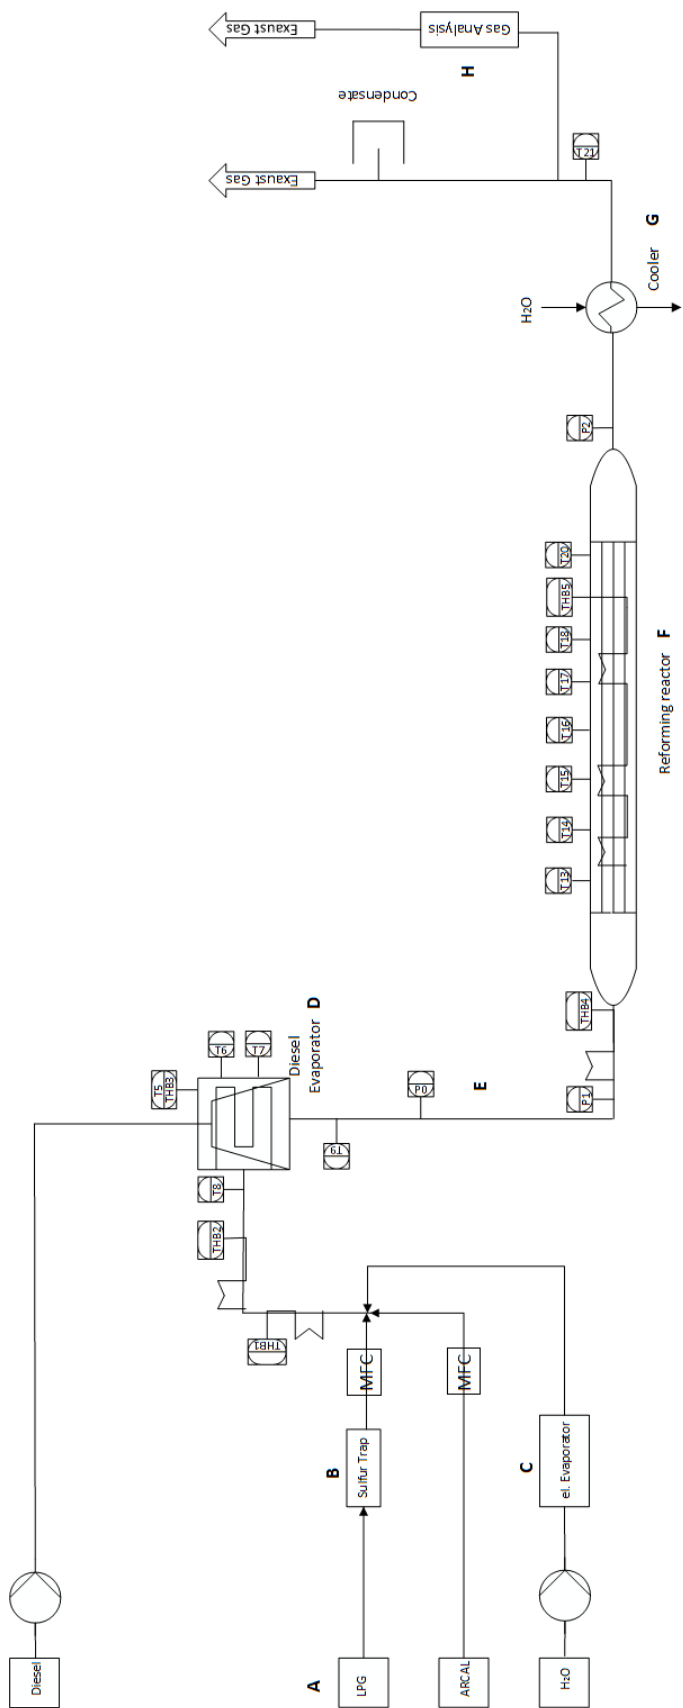 Diesel
A
LPG
ARCAL
H₂O
B
Sulfur Trap
C
el. Evaporator
MFC
MFC
THB1
THB2
T8
T5
THB3
T6
T7
Diesel
Evaporator D
T9
P0
E
P1
THB4
T13
T14
T15
T16
T17
T18
THB5
T20
Reforming reactor F
P2
H₂O
Cooler G
T21
Condensate
Exaust Gas
H
Gas Analysis
Exaust Gas